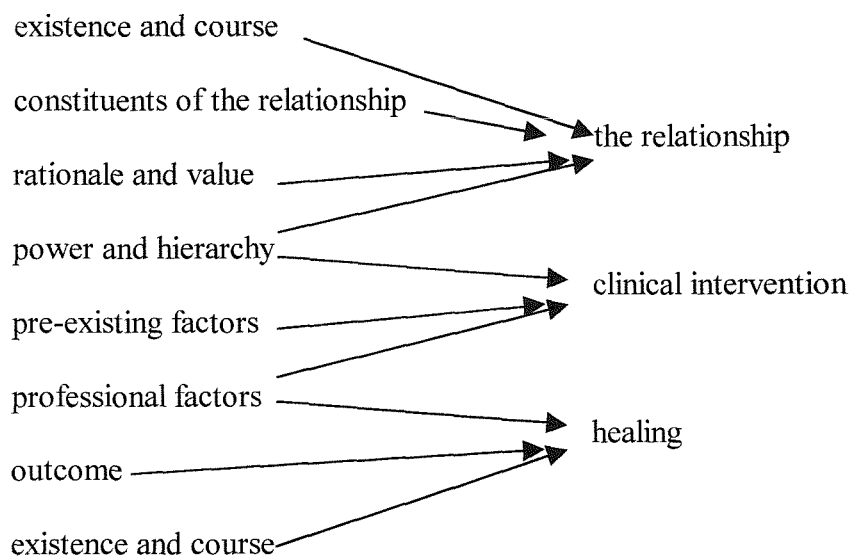 existence and course
constituents of the relationship
the relationship
rationale and value
power and hierarchy
clinical intervention
pre-existing factors
professional factors
healing
outcome
existence and course